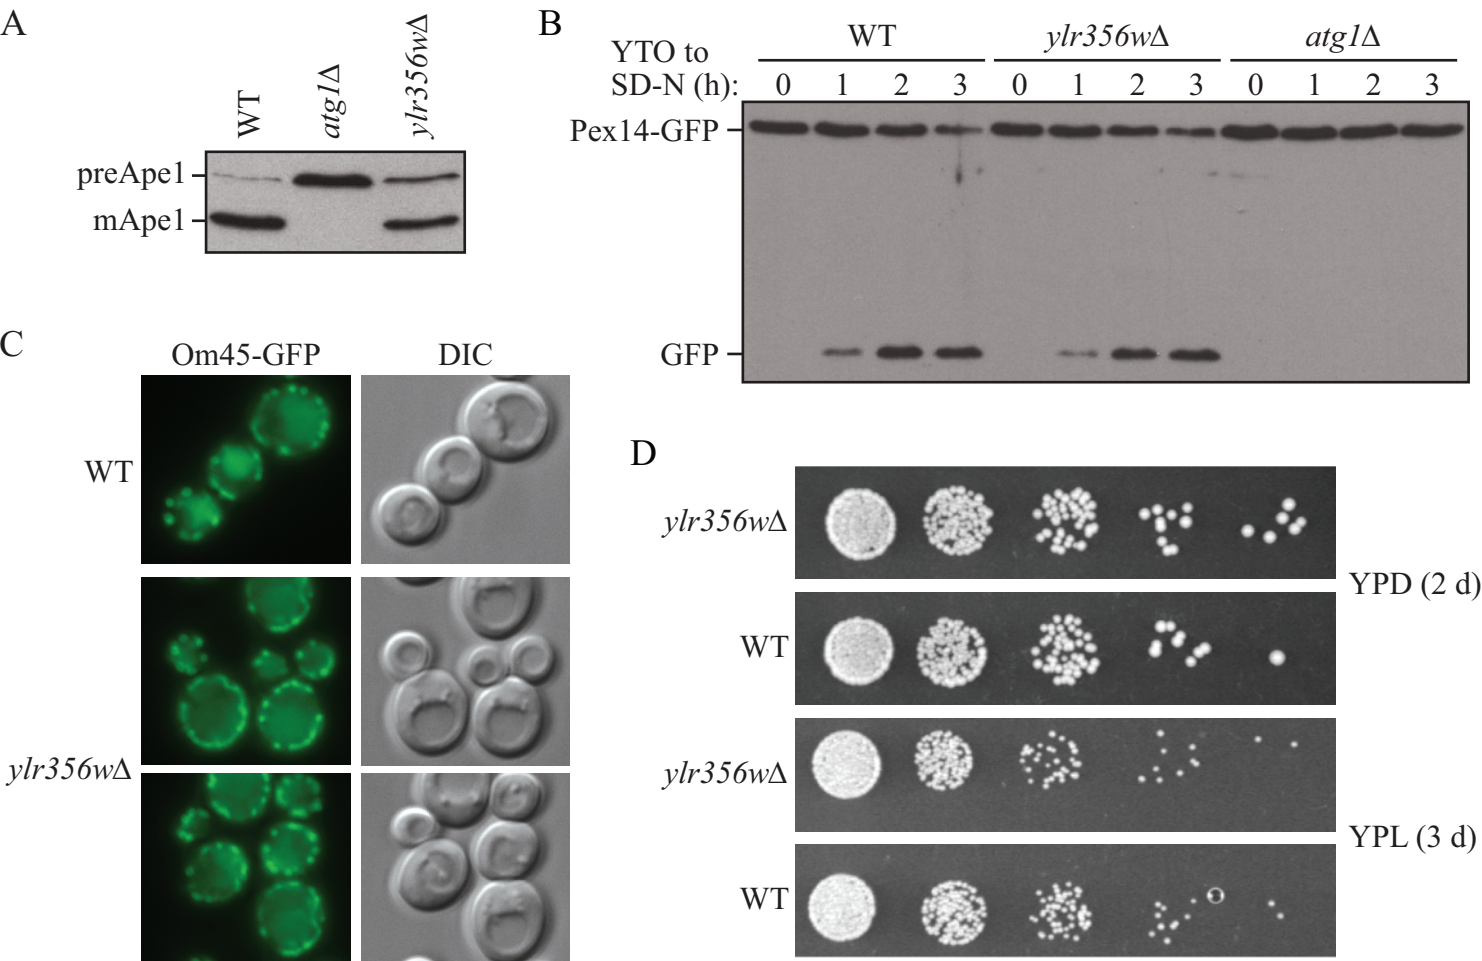 A
WT
atg1Δ
ylr356wΔ
preApe1
mApe1
B
YTO to
SD-N (h):
WT
ylr356wΔ
atg1Δ
0 1 2 3 0 1 2 3 0 1 2 3
Pex14-GFP
GFP
C
Om45-GFP DIC
WT
ylr356wΔ
D
ylr356wΔ
WT
YPD (2 d)
ylr356wΔ
WT
YPL (3 d)